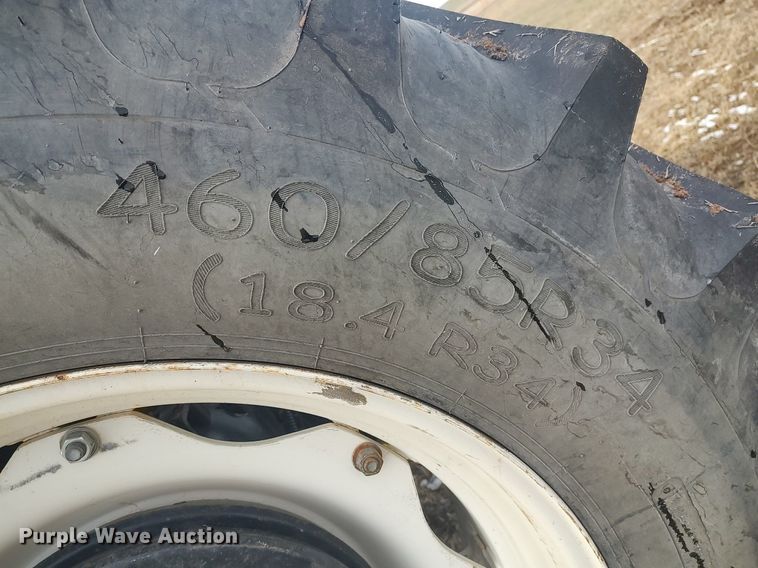 460/85R34
(18.4 R34)
Purple Wave Auction